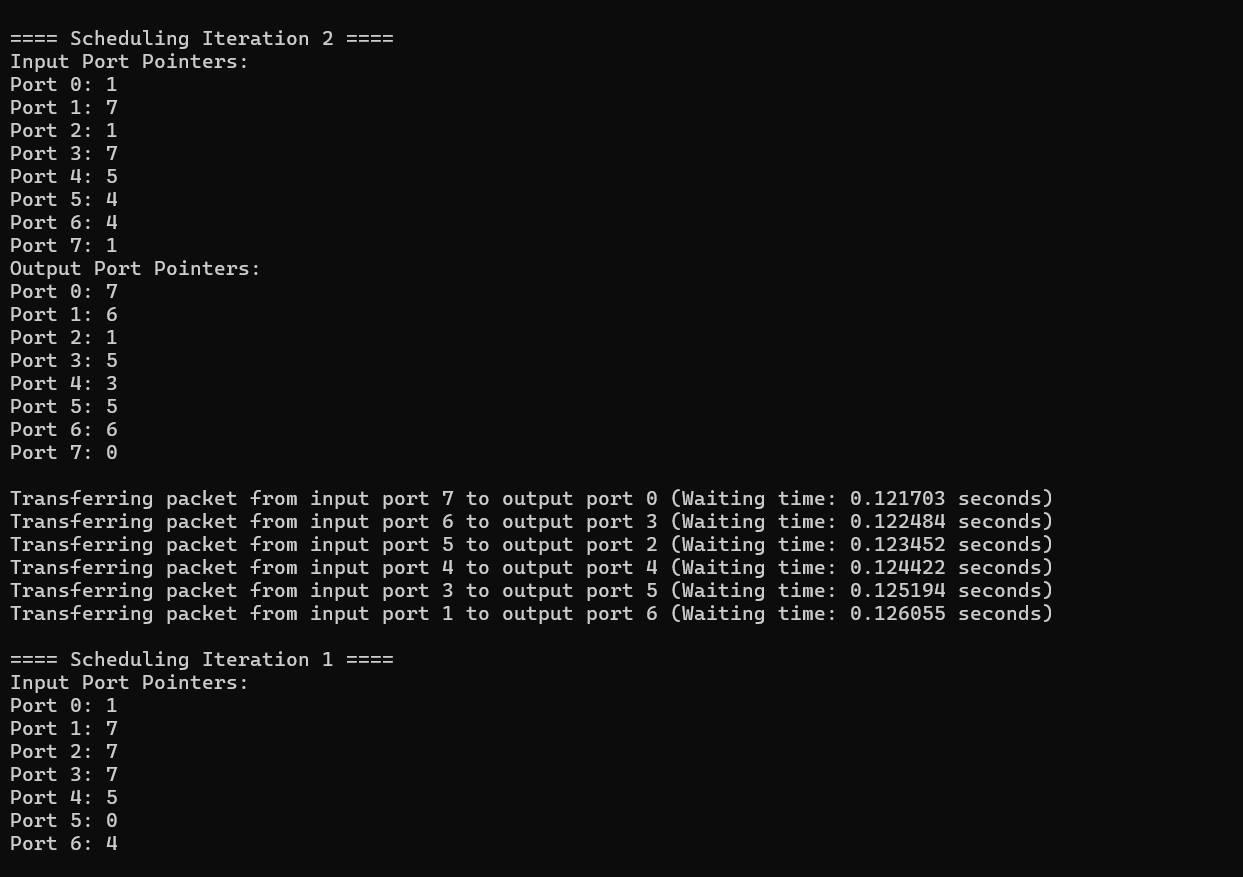 ==== Scheduling Iteration 2 ====
Input Port Pointers:
Port 0: 1
Port 1: 7
Port 2: 1
Port 3: 7
Port 4: 5
Port 5: 4
Port 6: 4
Port 7: 1
Output Port Pointers:
Port 0: 7
Port 1: 6
Port 2: 1
Port 3: 5
Port 4: 3
Port 5: 5
Port 6: 6
Port 7: 0
Transferring packet from input port 7 to output port 0 (Waiting time: 0.121703 seconds)
Transferring packet from input port 6 to output port 3 (Waiting time: 0.122484 seconds)
Transferring packet from input port 5 to output port 2 (Waiting time: 0.123452 seconds)
Transferring packet from input port 4 to output port 4 (Waiting time: 0.124422 seconds)
Transferring packet from input port 3 to output port 5 (Waiting time: 0.125194 seconds)
Transferring packet from input port 1 to output port 6 (Waiting time: 0.126055 seconds)
==== Scheduling Iteration 1 ====
Input Port Pointers:
Port 0: 1
Port 1: 7
Port 2: 7
Port 3: 7
Port 4: 5
Port 5: 0
Port 6: 4